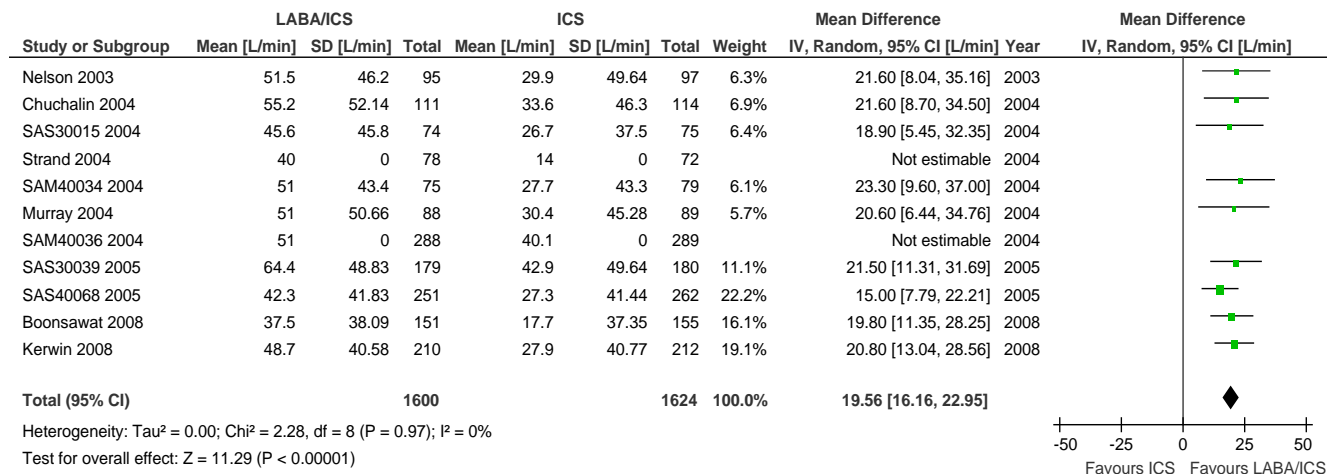 LABA/ICS ICS Mean Difference Mean Difference
Study or Subgroup Mean [L/min] SD [L/min] Total Mean [L/min] SD [L/min] Total Weight IV, Random, 95% CI [L/min] Year IV, Random, 95% CI [L/min]
Nelson 2003 51.5 46.2 95 29.9 49.64 97 6.3% 21.60 [8.04, 35.16] 2003
Chuchalin 2004 55.2 52.14 111 33.6 46.3 114 6.9% 21.60 [8.70, 34.50] 2004
SAS30015 2004 45.6 45.8 74 26.7 37.5 75 6.4% 18.90 [5.45, 32.35] 2004
Strand 2004 40 0 78 14 0 72 Not estimable 2004
SAM40034 2004 51 43.4 75 27.7 43.3 79 6.1% 23.30 [9.60, 37.00] 2004
Murray 2004 51 50.66 88 30.4 45.28 89 5.7% 20.60 [6.44, 34.76] 2004
SAM40036 2004 51 0 288 40.1 0 289 Not estimable 2004
SAS30039 2005 64.4 48.83 179 42.9 49.64 180 11.1% 21.50 [11.31, 31.69] 2005
SAS40068 2005 42.3 41.83 251 27.3 41.44 262 22.2% 15.00 [7.79, 22.21] 2005
Boonsawat 2008 37.5 38.09 151 17.7 37.35 155 16.1% 19.80 [11.35, 28.25] 2008
Kerwin 2008 48.7 40.58 210 27.9 40.77 212 19.1% 20.80 [13.04, 28.56] 2008
Total (95% CI) 1600 1624 100.0% 19.56 [16.16, 22.95]
Heterogeneity: Tau² = 0.00; Chi² = 2.28, df = 8 (P = 0.97); I² = 0%
Test for overall effect: Z = 11.29 (P < 0.00001)
-50 -25 0 25 50
Favours ICS Favours LABA/ICS